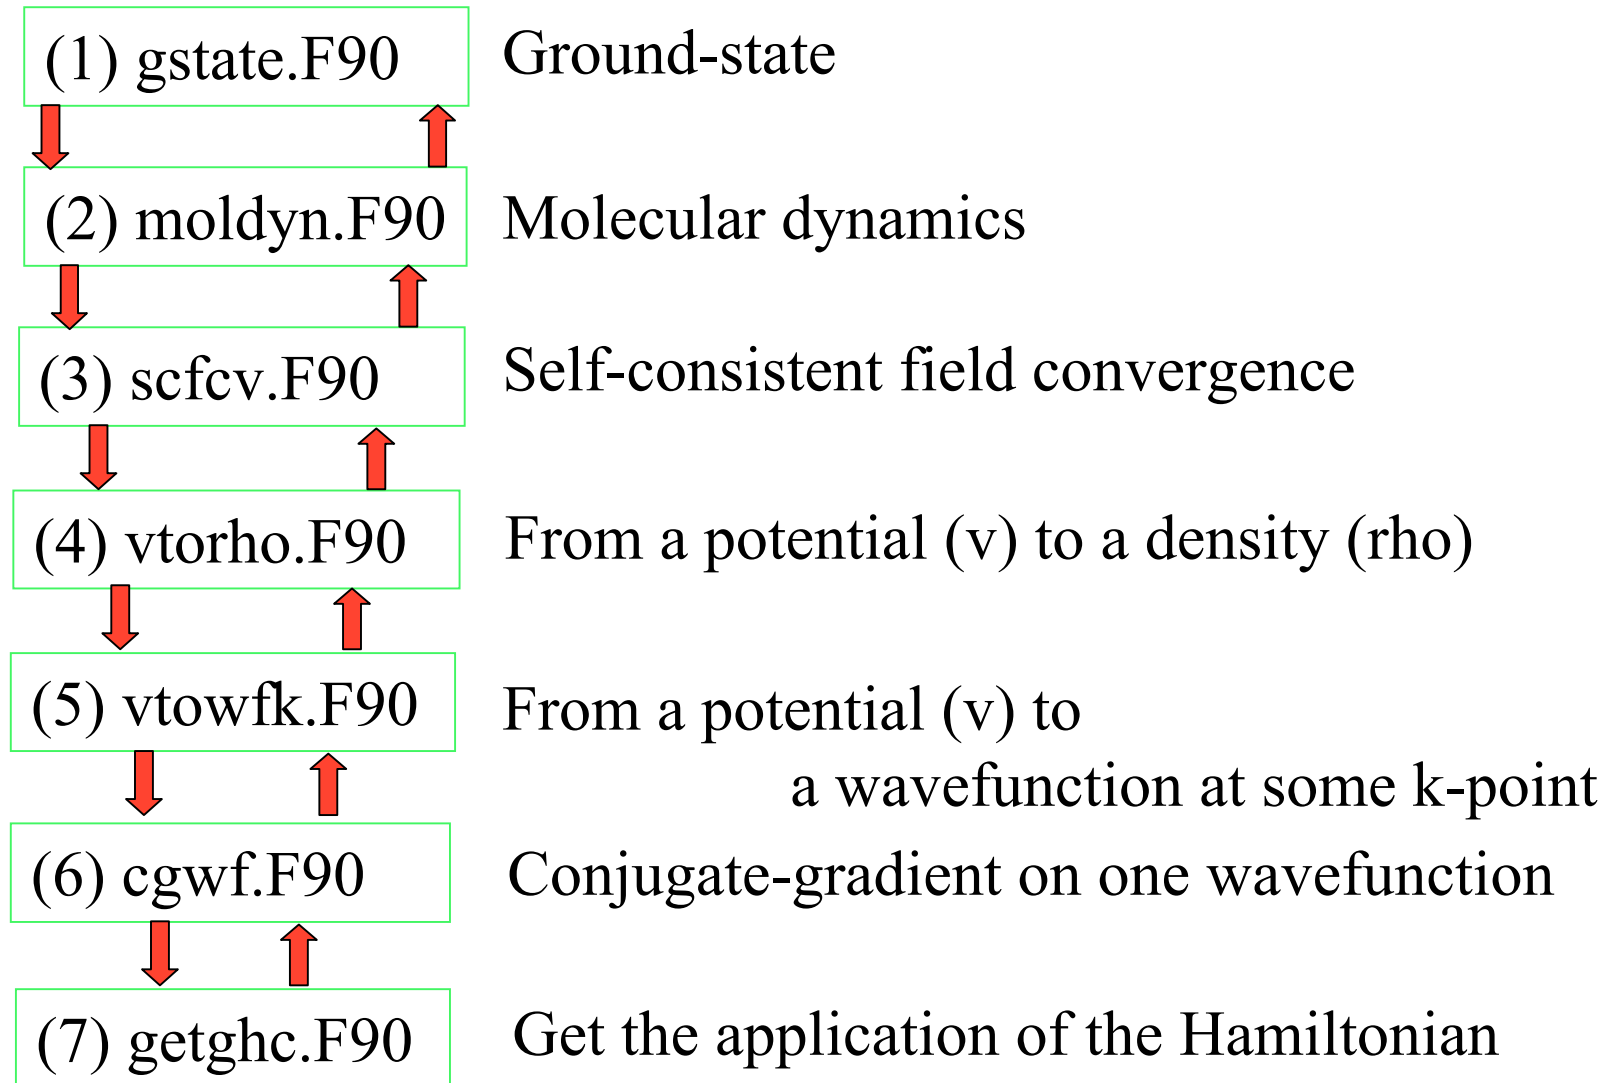 (1) gstate.F90 Ground-state
(2) moldyn.F90 Molecular dynamics
(3) scfcv.F90 Self-consistent field convergence
(4) vtorho.F90 From a potential (v) to a density (rho)
(5) vtowfk.F90 From a potential (v) to
a wavefunction at some k-point
(6) cgwf.F90 Conjugate-gradient on one wavefunction
(7) getghc.F90 Get the application of the Hamiltonian